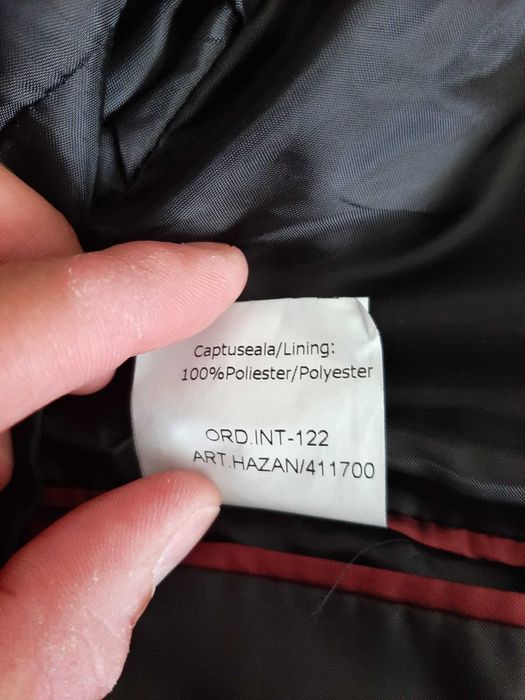 Captuseala/Lining:
100%Poliester/Polyester
ORD.INT-122
ART.HAZAN/411700